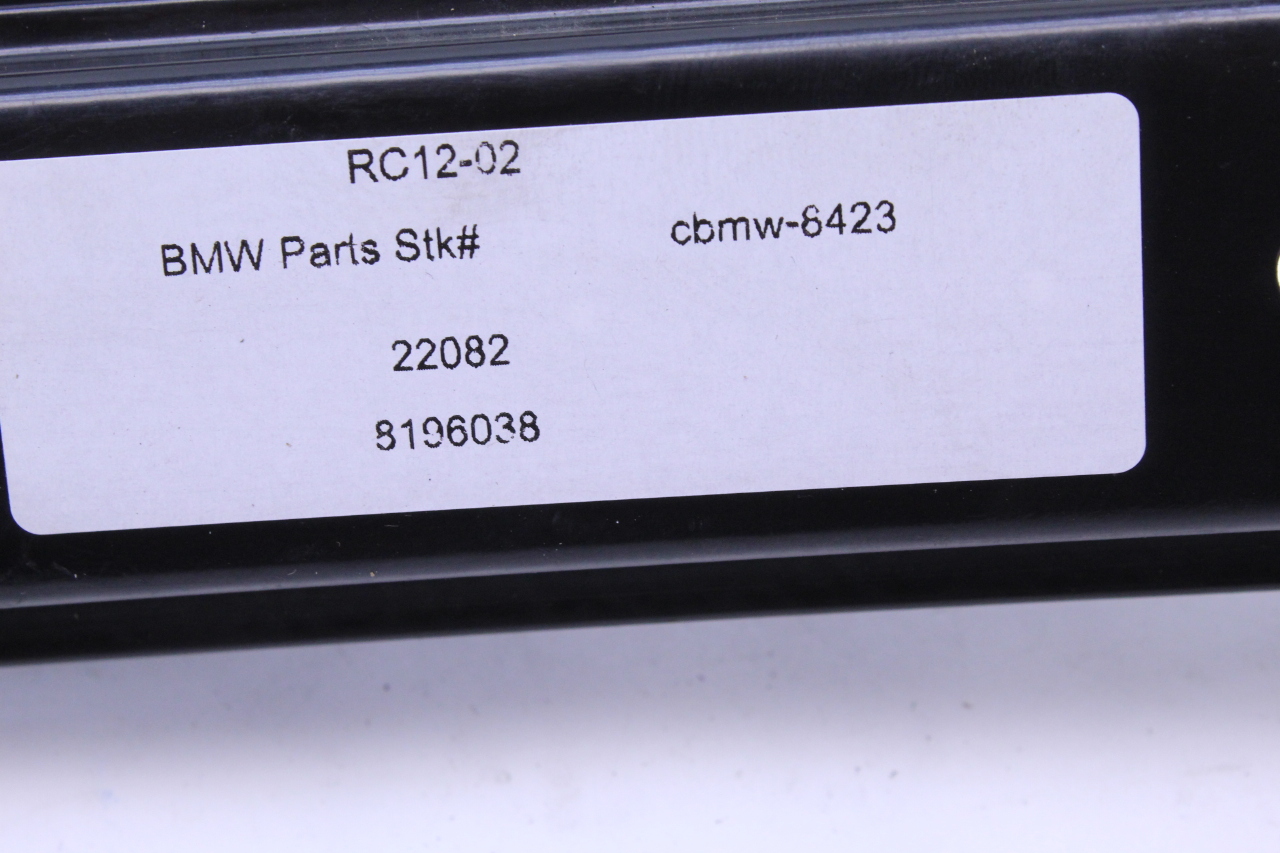 RC12-02
BMW Parts Stk# cbmw-6423
22082
8196038